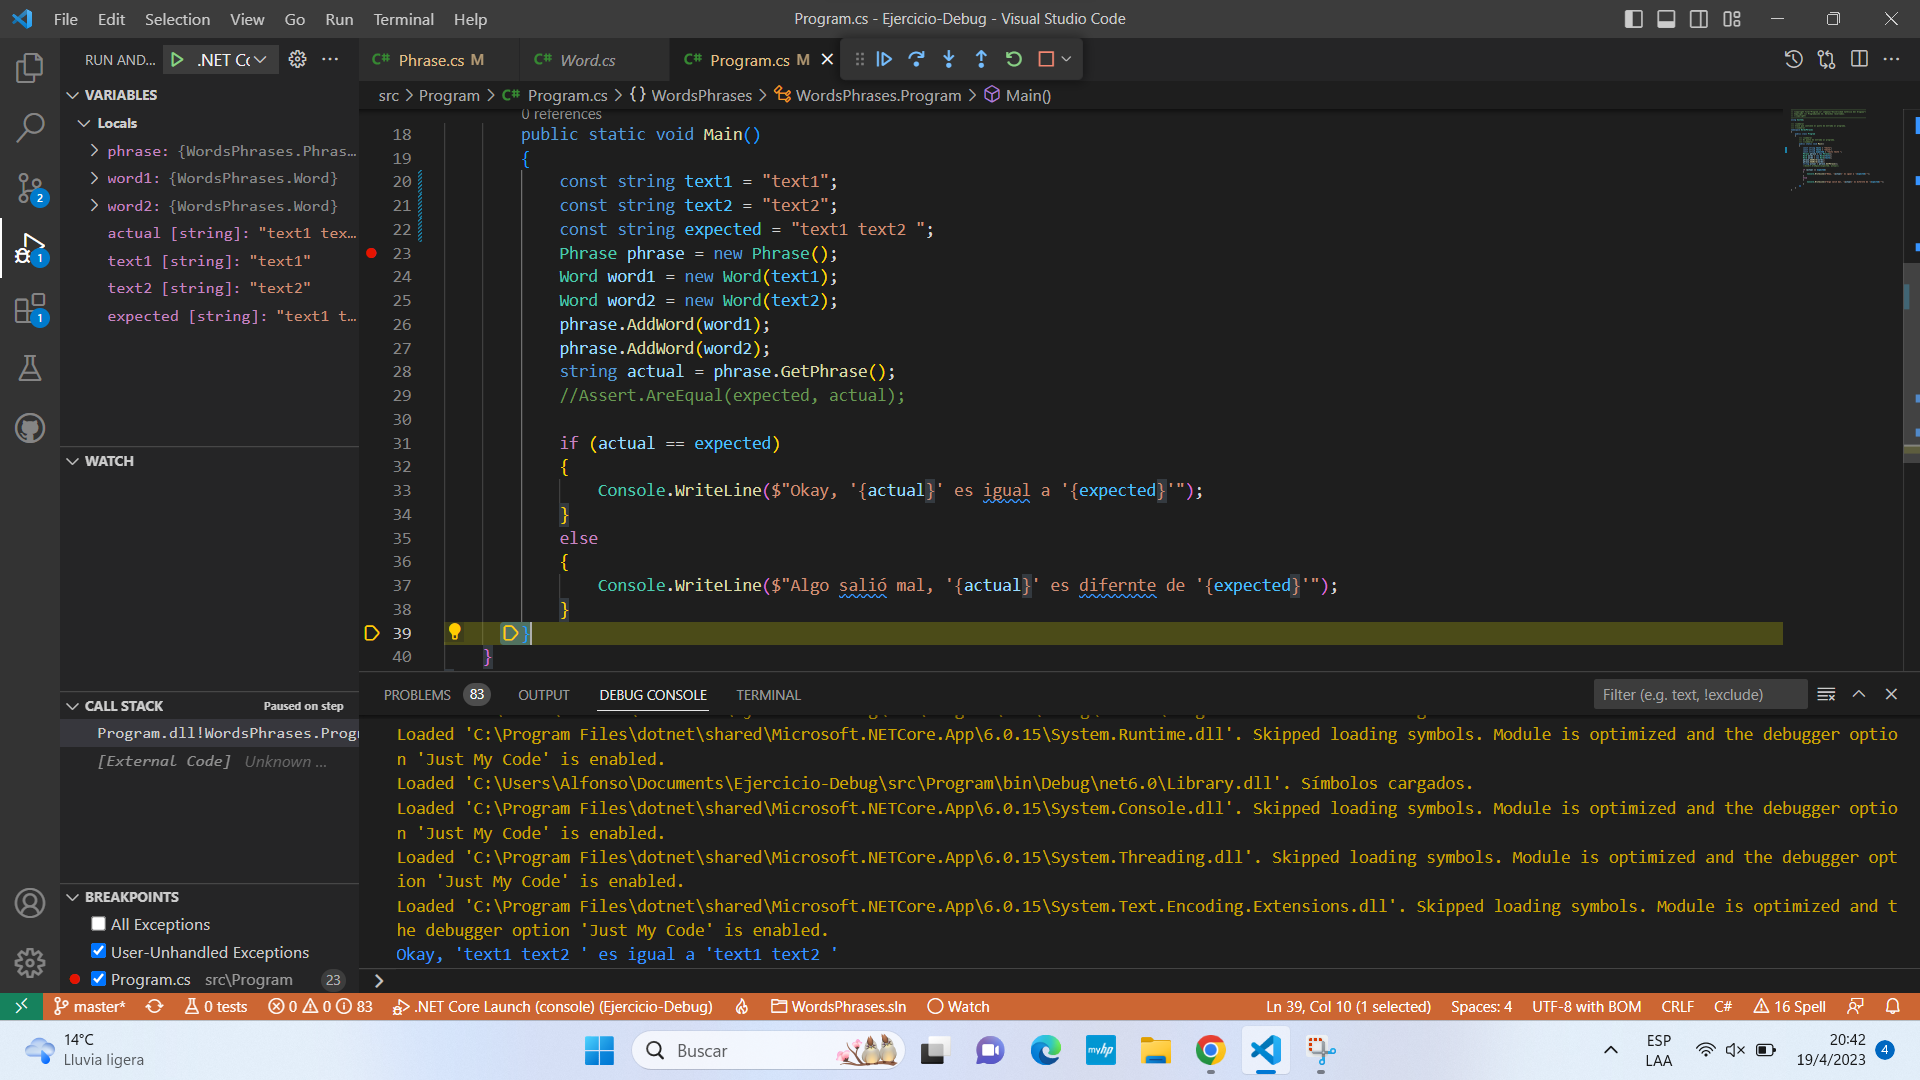 File Edit Selection View Go Run Terminal Help
Program.cs - Ejercicio-Debug - Visual Studio Code
RUN AND... .NET Cc
Phrase.cs M
Word.cs
Program.cs M
VARIABLES
Locals
phrase: {WordsPhrases.Phras…
word1: {WordsPhrases.Word}
word2: {WordsPhrases.Word}
actual [string]: "text1 tex…
text1 [string]: "text1"
text2 [string]: "text2"
expected [string]: "text1 t…
WATCH
CALL STACK Paused on step
Program.dll!WordsPhrases.Progr
[External Code] Unknown ...
BREAKPOINTS
All Exceptions
User-Unhandled Exceptions
Program.cs src\Program 23
2
1
1
src > Program > C# Program.cs > {} WordsPhrases > WordsPhrases.Program > Main()
0 references
18 public static void Main()
19 {
20 const string text1 = "text1";
21 const string text2 = "text2";
22 const string expected = "text1 text2 ";
23 Phrase phrase = new Phrase();
24 Word word1 = new Word(text1);
25 Word word2 = new Word(text2);
26 phrase.AddWord(word1);
27 phrase.AddWord(word2);
28 string actual = phrase.GetPhrase();
29 //Assert.AreEqual(expected, actual);
30
31 if (actual == expected)
32 {
33 Console.WriteLine($"Okay, '{actual}' es igual a '{expected}'");
34 }
35 else
36 {
37 Console.WriteLine($"Algo salió mal, '{actual}' es difernte de '{expected}'");
38 }
39 }
40 }
PROBLEMS 83 OUTPUT DEBUG CONSOLE TERMINAL
Filter (e.g. text, !exclude)
Loaded 'C:\Program Files\dotnet\shared\Microsoft.NETCore.App\6.0.15\System.Runtime.dll'. Skipped loading symbols. Module is optimized and the debugger optio
n 'Just My Code' is enabled.
Loaded 'C:\Users\Alfonso\Documents\Ejercicio-Debug\src\Program\bin\Debug\net6.0\Library.dll'. Símbolos cargados.
Loaded 'C:\Program Files\dotnet\shared\Microsoft.NETCore.App\6.0.15\System.Console.dll'. Skipped loading symbols. Module is optimized and the debugger optio
n 'Just My Code' is enabled.
Loaded 'C:\Program Files\dotnet\shared\Microsoft.NETCore.App\6.0.15\System.Threading.dll'. Skipped loading symbols. Module is optimized and the debugger opt
ion 'Just My Code' is enabled.
Loaded 'C:\Program Files\dotnet\shared\Microsoft.NETCore.App\6.0.15\System.Text.Encoding.Extensions.dll'. Skipped loading symbols. Module is optimized and t
he debugger option 'Just My Code' is enabled.
Okay, 'text1 text2 ' es igual a 'text1 text2 '
master* 0 tests 0 0 83 .NET Core Launch (console) (Ejercicio-Debug) WordsPhrases.sln Watch
Ln 39, Col 10 (1 selected) Spaces: 4 UTF-8 with BOM CRLF C# 16 Spell
14°C
Lluvia ligera
Buscar
myhp
ESP
LAA
20:42
19/4/2023
4